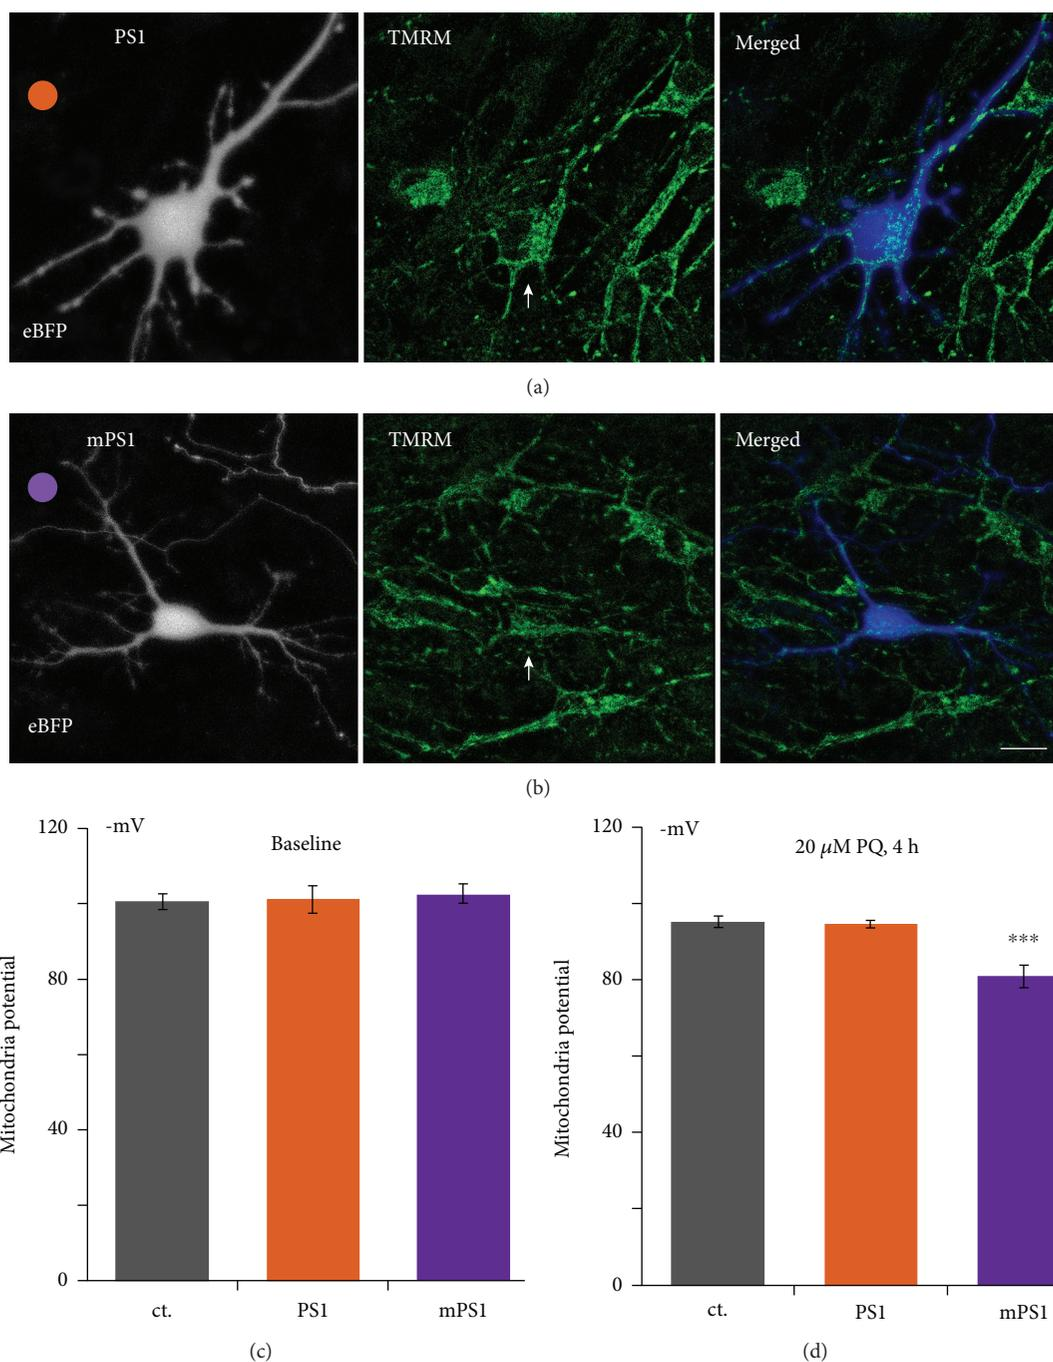 PS1
eBFP
TMRM
Merged
(a)
mPS1
eBFP
TMRM
Merged
(b)
120
80
40
0
-mV
Baseline
Mitochondria potential
ct.
PS1
mPS1
(c)
120
80
40
0
-mV
20 μM PQ, 4 h
***
Mitochondria potential
ct.
PS1
mPS1
(d)